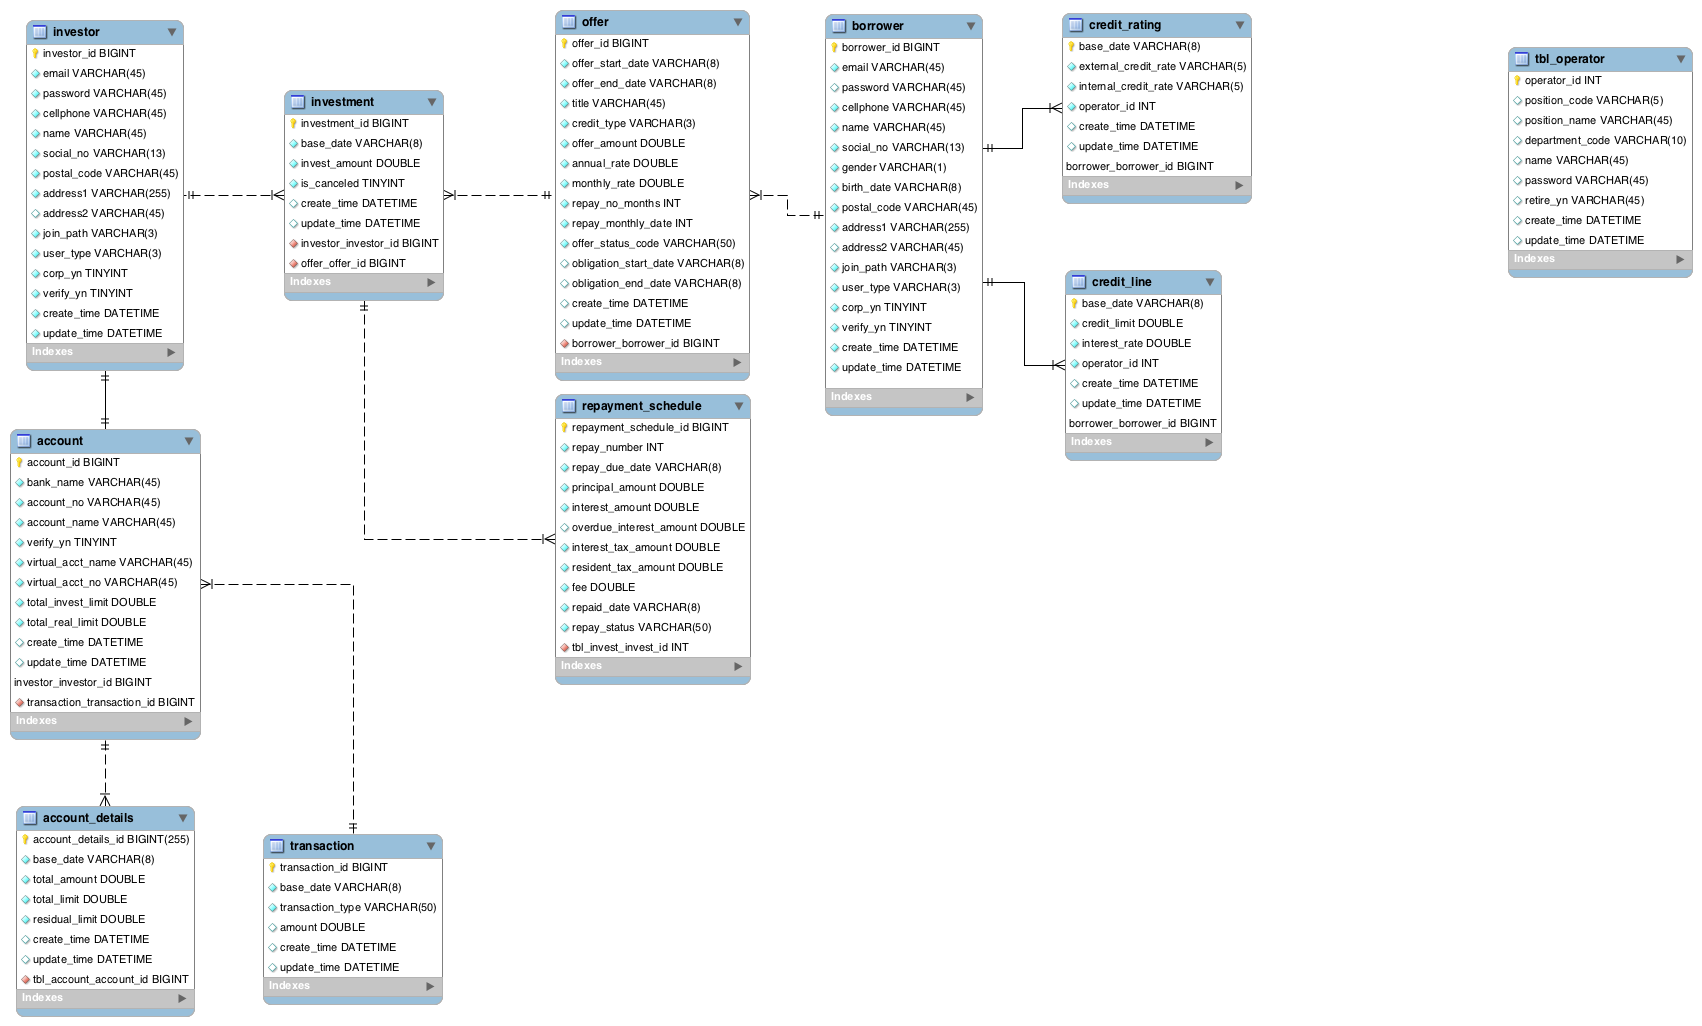 investor
investor_id BIGINT
email VARCHAR(45)
password VARCHAR(45)
cellphone VARCHAR(45)
name VARCHAR(45)
social_no VARCHAR(13)
postal_code VARCHAR(45)
address1 VARCHAR(255)
address2 VARCHAR(45)
join_path VARCHAR(3)
user_type VARCHAR(3)
corp_yn TINYINT
verify_yn TINYINT
create_time DATETIME
update_time DATETIME
Indexes
account
account_id BIGINT
bank_name VARCHAR(45)
account_no VARCHAR(45)
account_name VARCHAR(45)
verify_yn TINYINT
virtual_acct_name VARCHAR(45)
virtual_acct_no VARCHAR(45)
total_invest_limit DOUBLE
total_real_limit DOUBLE
create_time DATETIME
update_time DATETIME
investor_investor_id BIGINT
transaction_transaction_id BIGINT
Indexes
account_details
account_details_id BIGINT(255)
base_date VARCHAR(8)
total_amount DOUBLE
total_limit DOUBLE
residual_limit DOUBLE
create_time DATETIME
update_time DATETIME
tbl_account_account_id BIGINT
Indexes
investment
investment_id BIGINT
base_date VARCHAR(8)
invest_amount DOUBLE
is_canceled TINYINT
create_time DATETIME
update_time DATETIME
investor_investor_id BIGINT
offer_offer_id BIGINT
Indexes
transaction
transaction_id BIGINT
base_date VARCHAR(8)
transaction_type VARCHAR(50)
amount DOUBLE
create_time DATETIME
update_time DATETIME
Indexes
offer
offer_id BIGINT
offer_start_date VARCHAR(8)
offer_end_date VARCHAR(8)
title VARCHAR(45)
credit_type VARCHAR(3)
offer_amount DOUBLE
annual_rate DOUBLE
monthly_rate DOUBLE
repay_no_months INT
repay_monthly_date INT
offer_status_code VARCHAR(50)
obligation_start_date VARCHAR(8)
obligation_end_date VARCHAR(8)
create_time DATETIME
update_time DATETIME
borrower_borrower_id BIGINT
Indexes
repayment_schedule
repayment_schedule_id BIGINT
repay_number INT
repay_due_date VARCHAR(8)
principal_amount DOUBLE
interest_amount DOUBLE
overdue_interest_amount DOUBLE
interest_tax_amount DOUBLE
resident_tax_amount DOUBLE
fee DOUBLE
repaid_date VARCHAR(8)
repay_status VARCHAR(50)
tbl_invest_invest_id INT
Indexes
borrower
borrower_id BIGINT
email VARCHAR(45)
password VARCHAR(45)
cellphone VARCHAR(45)
name VARCHAR(45)
social_no VARCHAR(13)
gender VARCHAR(1)
birth_date VARCHAR(8)
postal_code VARCHAR(45)
address1 VARCHAR(255)
address2 VARCHAR(45)
join_path VARCHAR(3)
user_type VARCHAR(3)
corp_yn TINYINT
verify_yn TINYINT
create_time DATETIME
update_time DATETIME
Indexes
credit_rating
base_date VARCHAR(8)
external_credit_rate VARCHAR(5)
internal_credit_rate VARCHAR(5)
operator_id INT
create_time DATETIME
update_time DATETIME
borrower_borrower_id BIGINT
Indexes
credit_line
base_date VARCHAR(8)
credit_limit DOUBLE
interest_rate DOUBLE
operator_id INT
create_time DATETIME
update_time DATETIME
borrower_borrower_id BIGINT
Indexes
tbl_operator
operator_id INT
position_code VARCHAR(5)
position_name VARCHAR(45)
department_code VARCHAR(10)
name VARCHAR(45)
password VARCHAR(45)
retire_yn VARCHAR(45)
create_time DATETIME
update_time DATETIME
Indexes